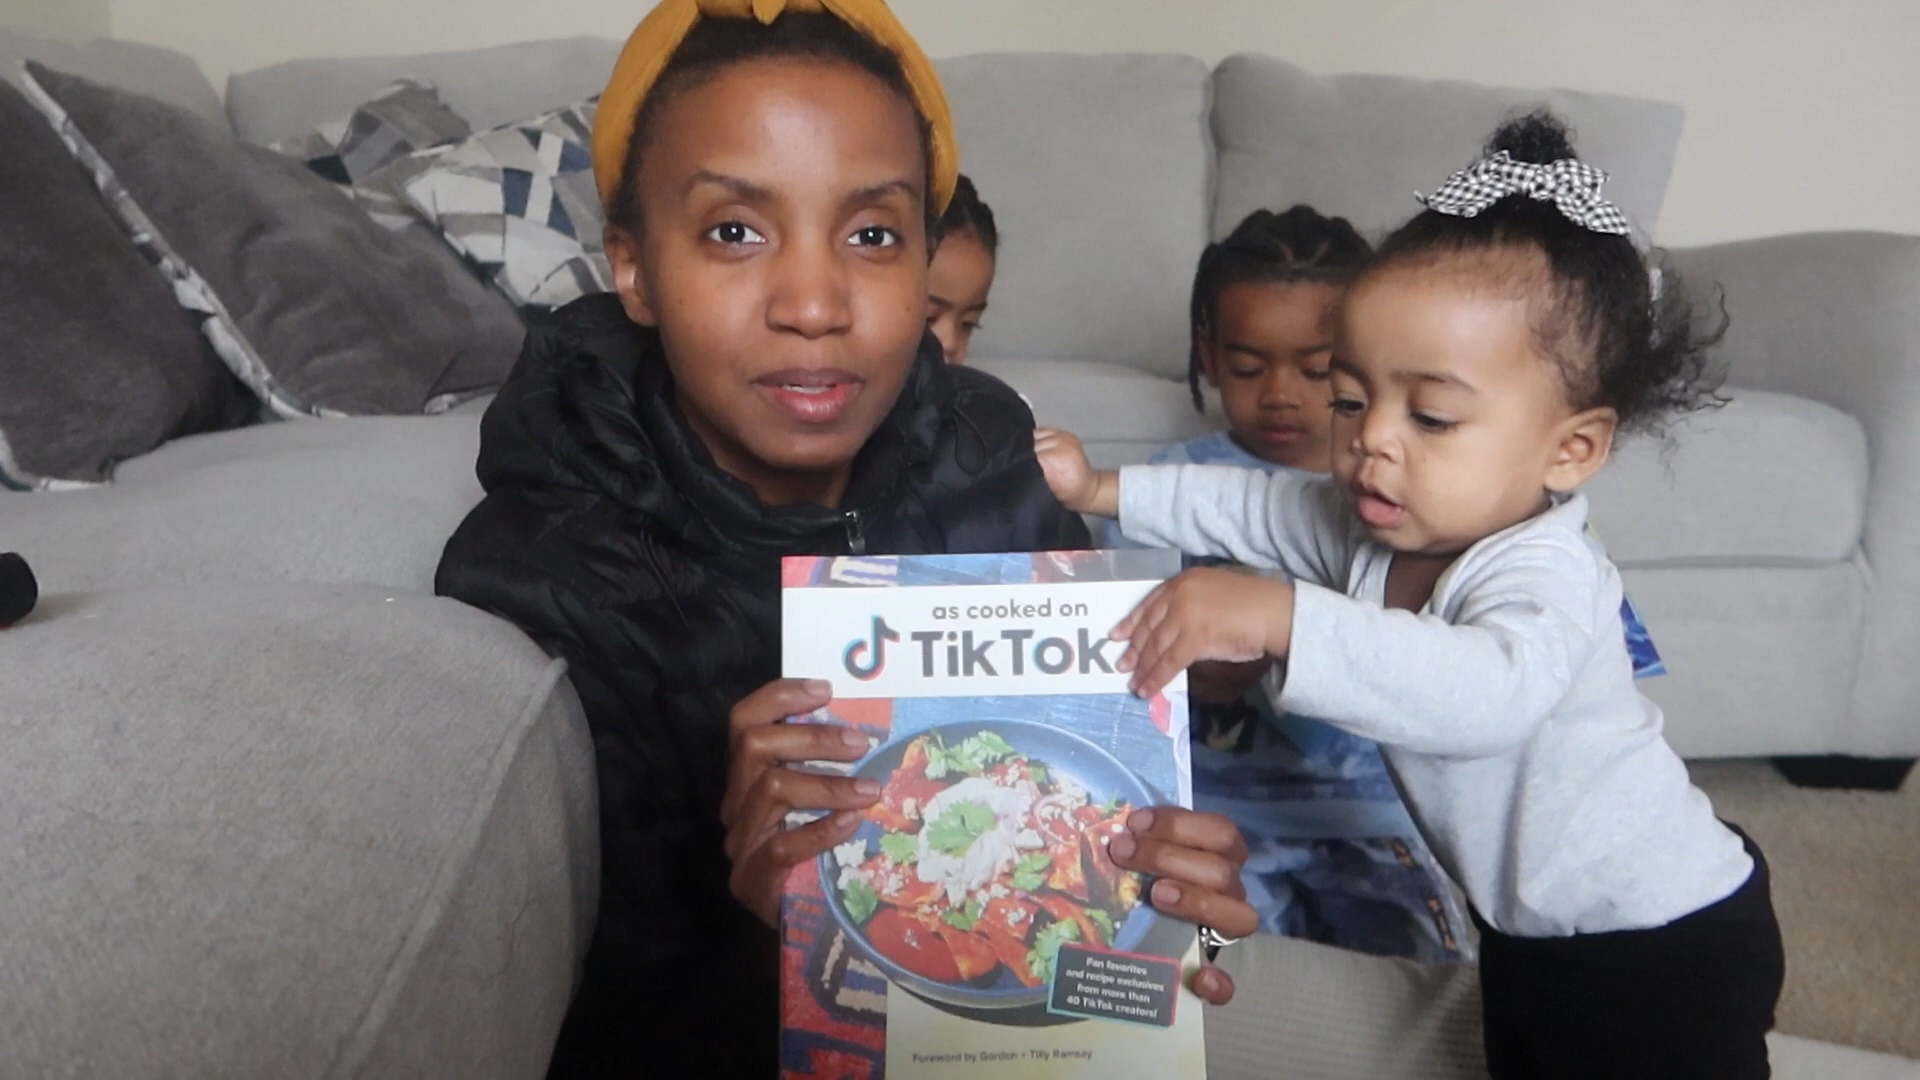 as cooked on
TikTok
Fan favorites
and recipe exclusives
from more than
40 TikTok creators!
Foreword by Gordon + Tilly Ramsay